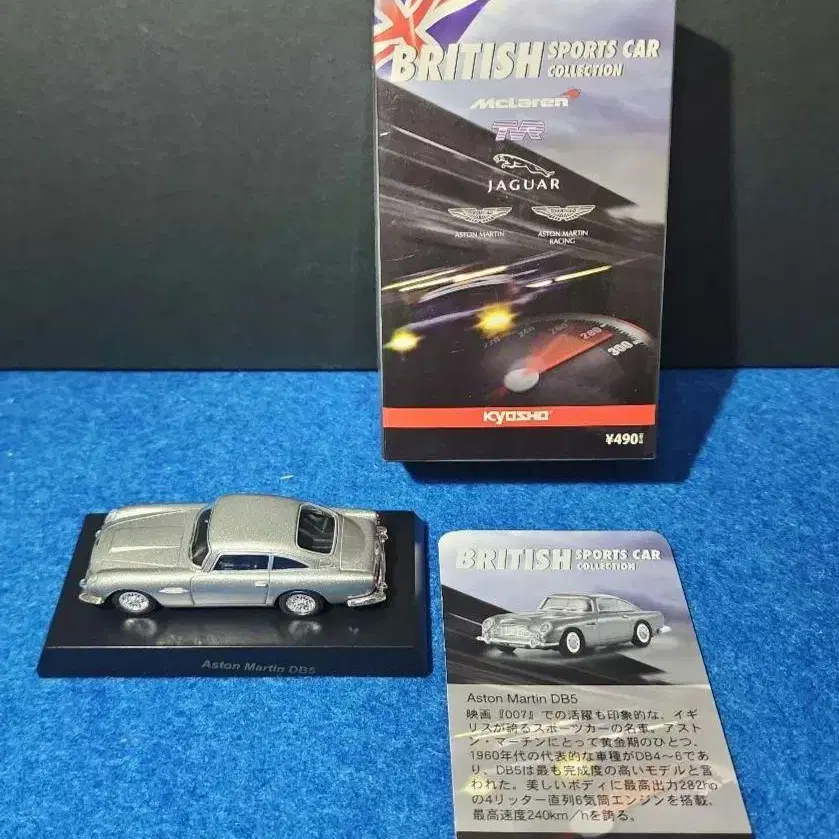 BRITISH SPORTS CAR
COLLECTION
McLaren
TVR
JAGUAR
ASTON MARTIN
ASTON MARTIN
RACING
260
280
300
KYOSHO
¥490
Aston Martin DB5
BRITISH SPORTS CAR
COLLECTION
Aston Martin DB5
映画『007』での活躍も印象的な、イギ
リスが誇るスポーツカーの名車。アスト
ン・マーチンにとって黄金期のひとつ、
1960年代の代表的な車種がDB4～6であ
り、DB5は最も完成度の高いモデルと言
われた。美しいボディに最高出力282hp
の4リッター直列6気筒エンジンを搭載、
最高速度240km/hを誇る。